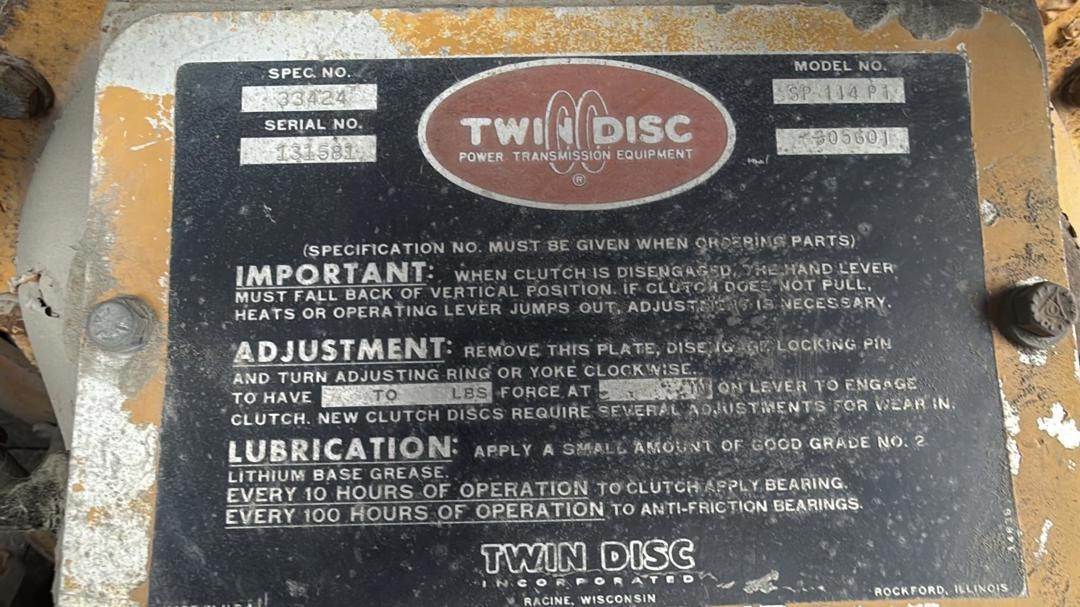 SPEC. NO.
33424
SERIAL NO.
131581
TWIN DISC
POWER TRANSMISSION EQUIPMENT
®
MODEL NO.
SP 114 P1
305601
(SPECIFICATION NO. MUST BE GIVEN WHEN ORDERING PARTS)
IMPORTANT: WHEN CLUTCH IS DISENGAGED, THE HAND LEVER
MUST FALL BACK OF VERTICAL POSITION. IF CLUTCH DOES NOT PULL,
HEATS OR OPERATING LEVER JUMPS OUT, ADJUSTMENT IS NECESSARY.
ADJUSTMENT: REMOVE THIS PLATE, DISENGAGE LOCKING PIN
AND TURN ADJUSTING RING OR YOKE CLOCKWISE.
TO HAVE TO LBS FORCE AT ON LEVER TO ENGAGE
CLUTCH. NEW CLUTCH DISCS REQUIRE SEVERAL ADJUSTMENTS FOR WEAR IN.
LUBRICATION: APPLY A SMALL AMOUNT OF GOOD GRADE NO. 2
LITHIUM BASE GREASE.
EVERY 10 HOURS OF OPERATION TO CLUTCH APPLY BEARING.
EVERY 100 HOURS OF OPERATION TO ANTI-FRICTION BEARINGS.
TWIN DISC
INCORPORATED
RACINE, WISCONSIN
ROCKFORD, ILLINOIS